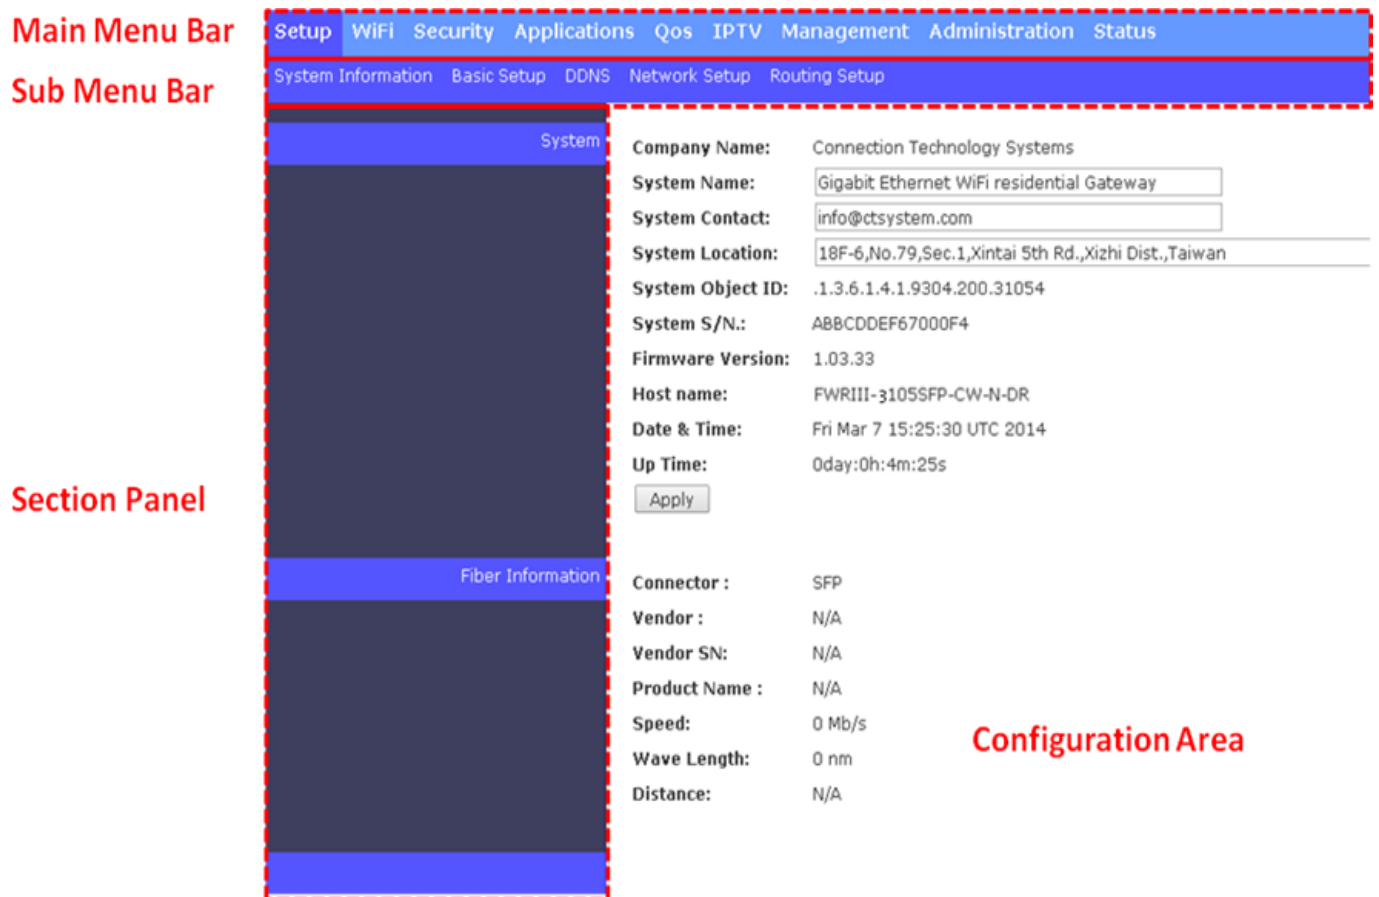 Main Menu Bar
Setup WiFi Security Applications Qos IPTV Management Administration Status
Sub Menu Bar
System Information Basic Setup DDNS Network Setup Routing Setup
System
Company Name: Connection Technology Systems
System Name: Gigabit Ethernet WiFi residential Gateway
System Contact: info@ctsystem.com
System Location: 18F-6,No.79,Sec.1,Xintai 5th Rd.,Xizhi Dist.,Taiwan
System Object ID: .1.3.6.1.4.1.9304.200.31054
System S/N.: ABBCDDEF67000F4
Firmware Version: 1.03.33
Host name: FWRIII-3105SFP-CW-N-DR
Date & Time: Fri Mar 7 15:25:30 UTC 2014
Up Time: 0day:0h:4m:25s
Section Panel
Apply
Fiber Information
Connector : SFP
Vendor : N/A
Vendor SN: N/A
Product Name : N/A
Speed: 0 Mb/s
Wave Length: 0 nm
Configuration Area
Distance: N/A